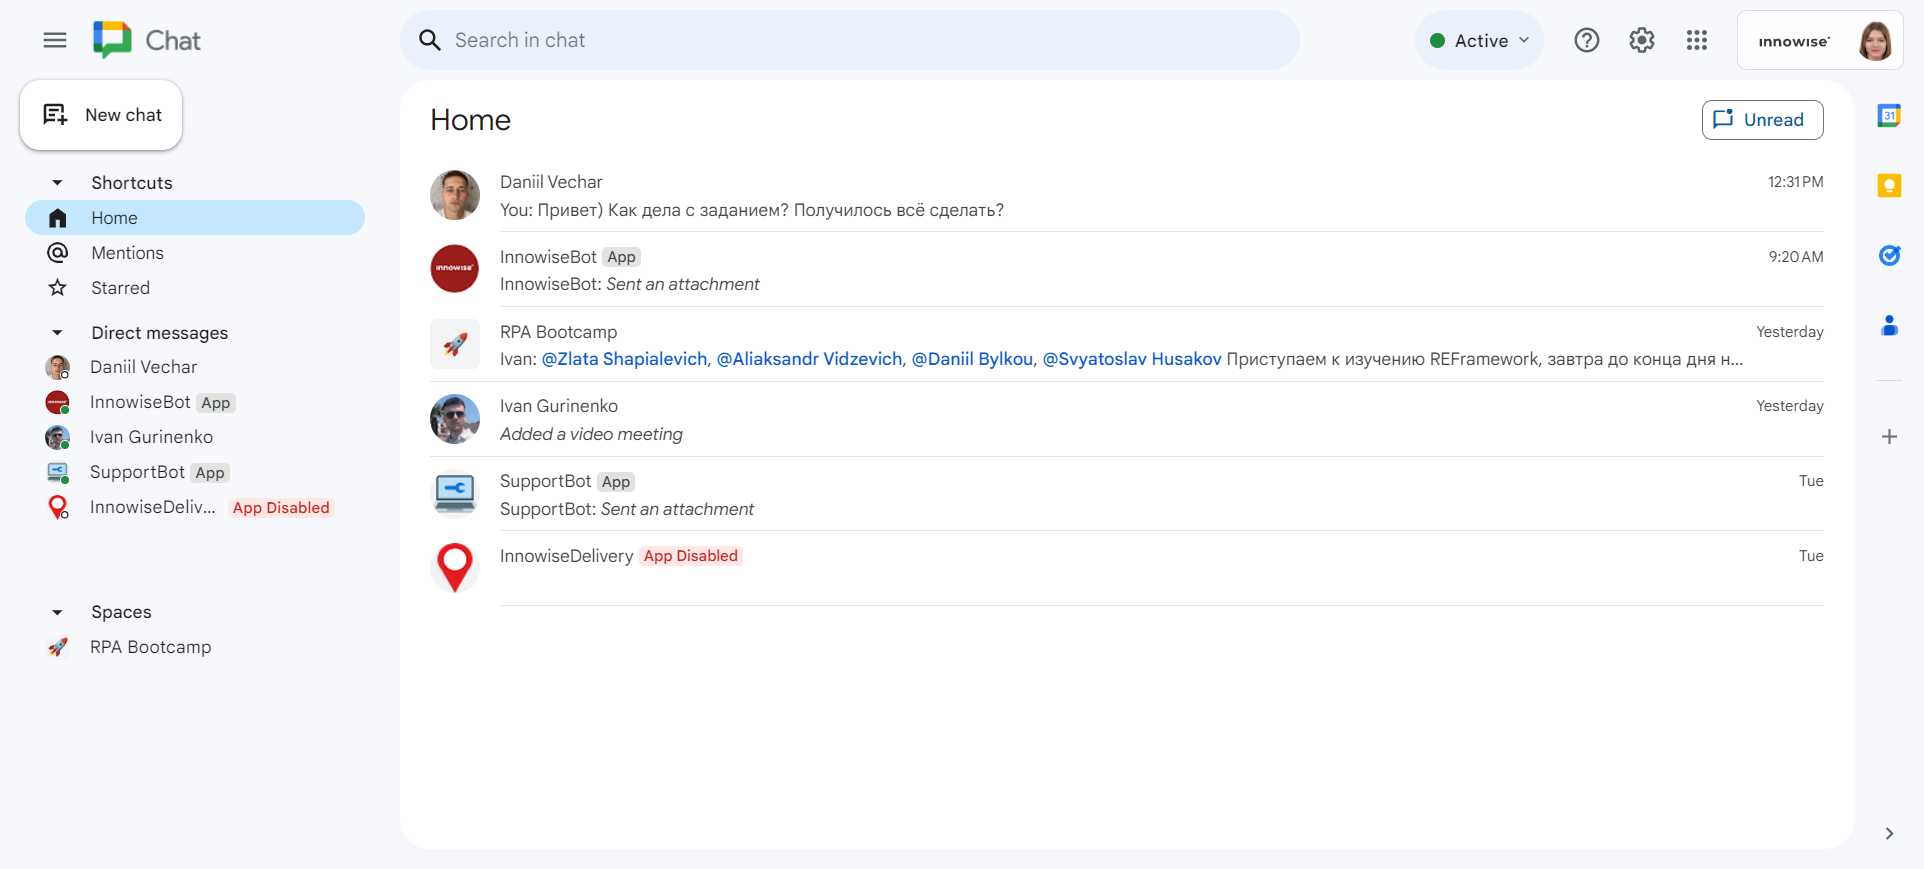 Chat
Search in chat
Active
innowise
New chat
Shortcuts
Home
Mentions
Starred
Direct messages
Daniil Vechar
InnowiseBot App
Ivan Gurinenko
SupportBot App
InnowiseDeliv... App Disabled
Spaces
RPA Bootcamp
Home
Unread
Daniil Vechar 12:31 PM
You: Привет) Как дела с заданием? Получилось всё сделать?
innowise
InnowiseBot App 9:20 AM
InnowiseBot: Sent an attachment
RPA Bootcamp Yesterday
Ivan: @Zlata Shapialevich, @Aliaksandr Vidzevich, @Daniil Bylkou, @Svyatoslav Husakov Приступаем к изучению REFramework, завтра до конца дня н...
Ivan Gurinenko Yesterday
Added a video meeting
SupportBot App Tue
SupportBot: Sent an attachment
InnowiseDelivery App Disabled Tue
31